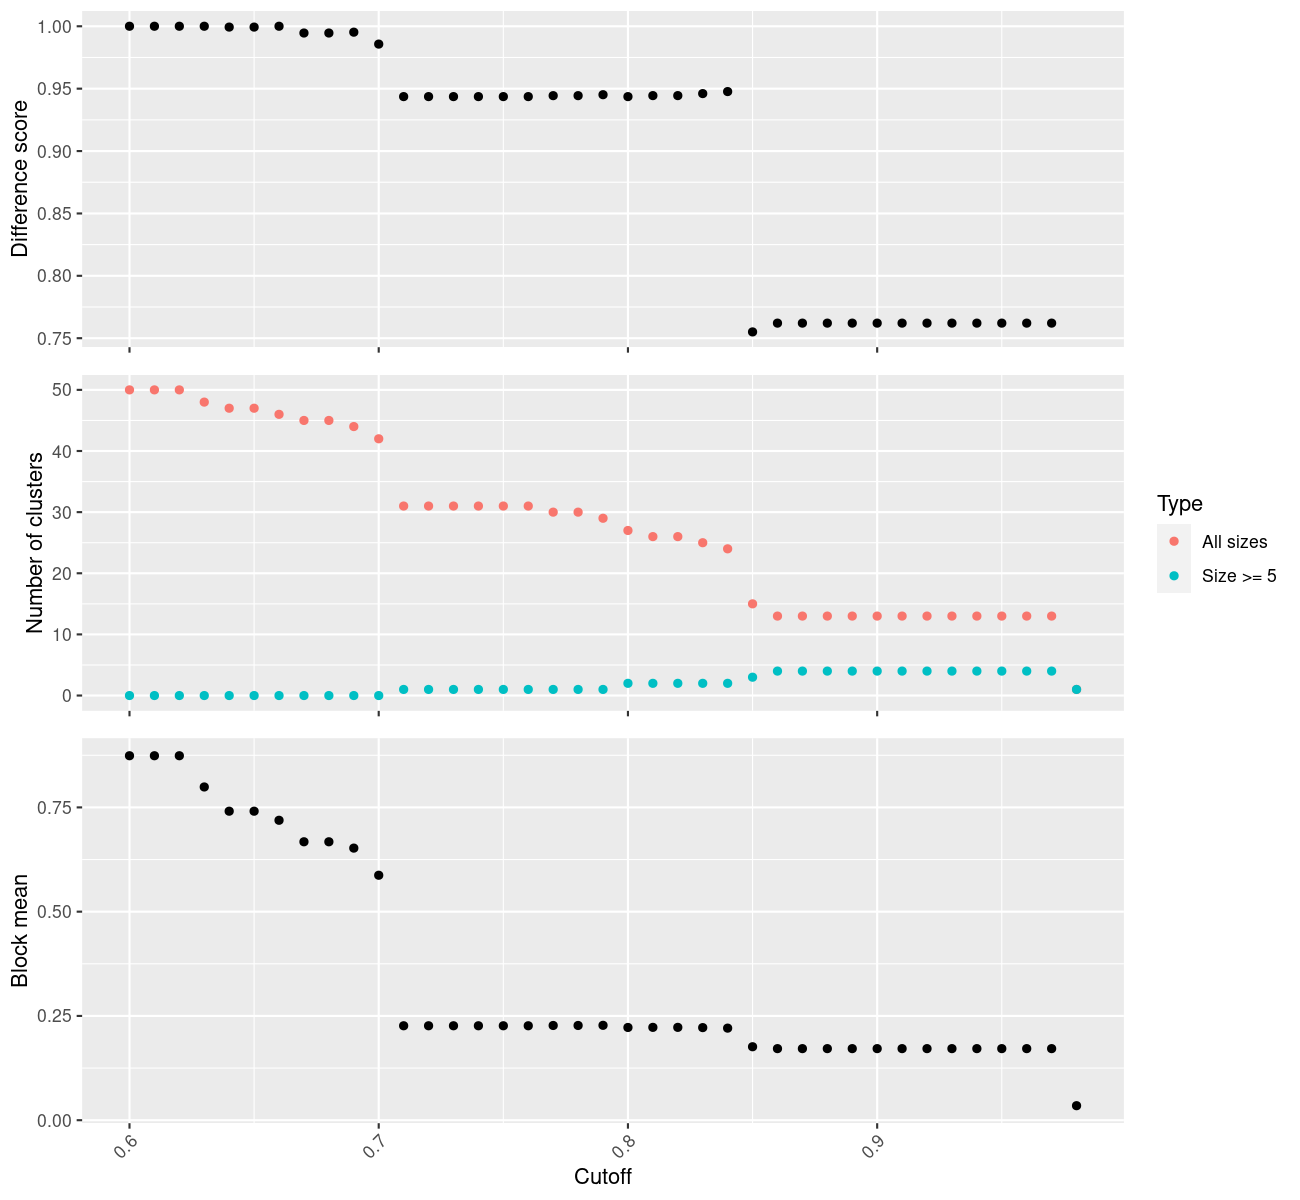 Difference score
1.00
0.95
0.90
0.85
0.80
0.75
Number of clusters
50
40
30
20
10
0
Type
All sizes
Size >= 5
Block mean
0.75
0.50
0.25
0.00
0.6
0.7
0.8
0.9
Cutoff